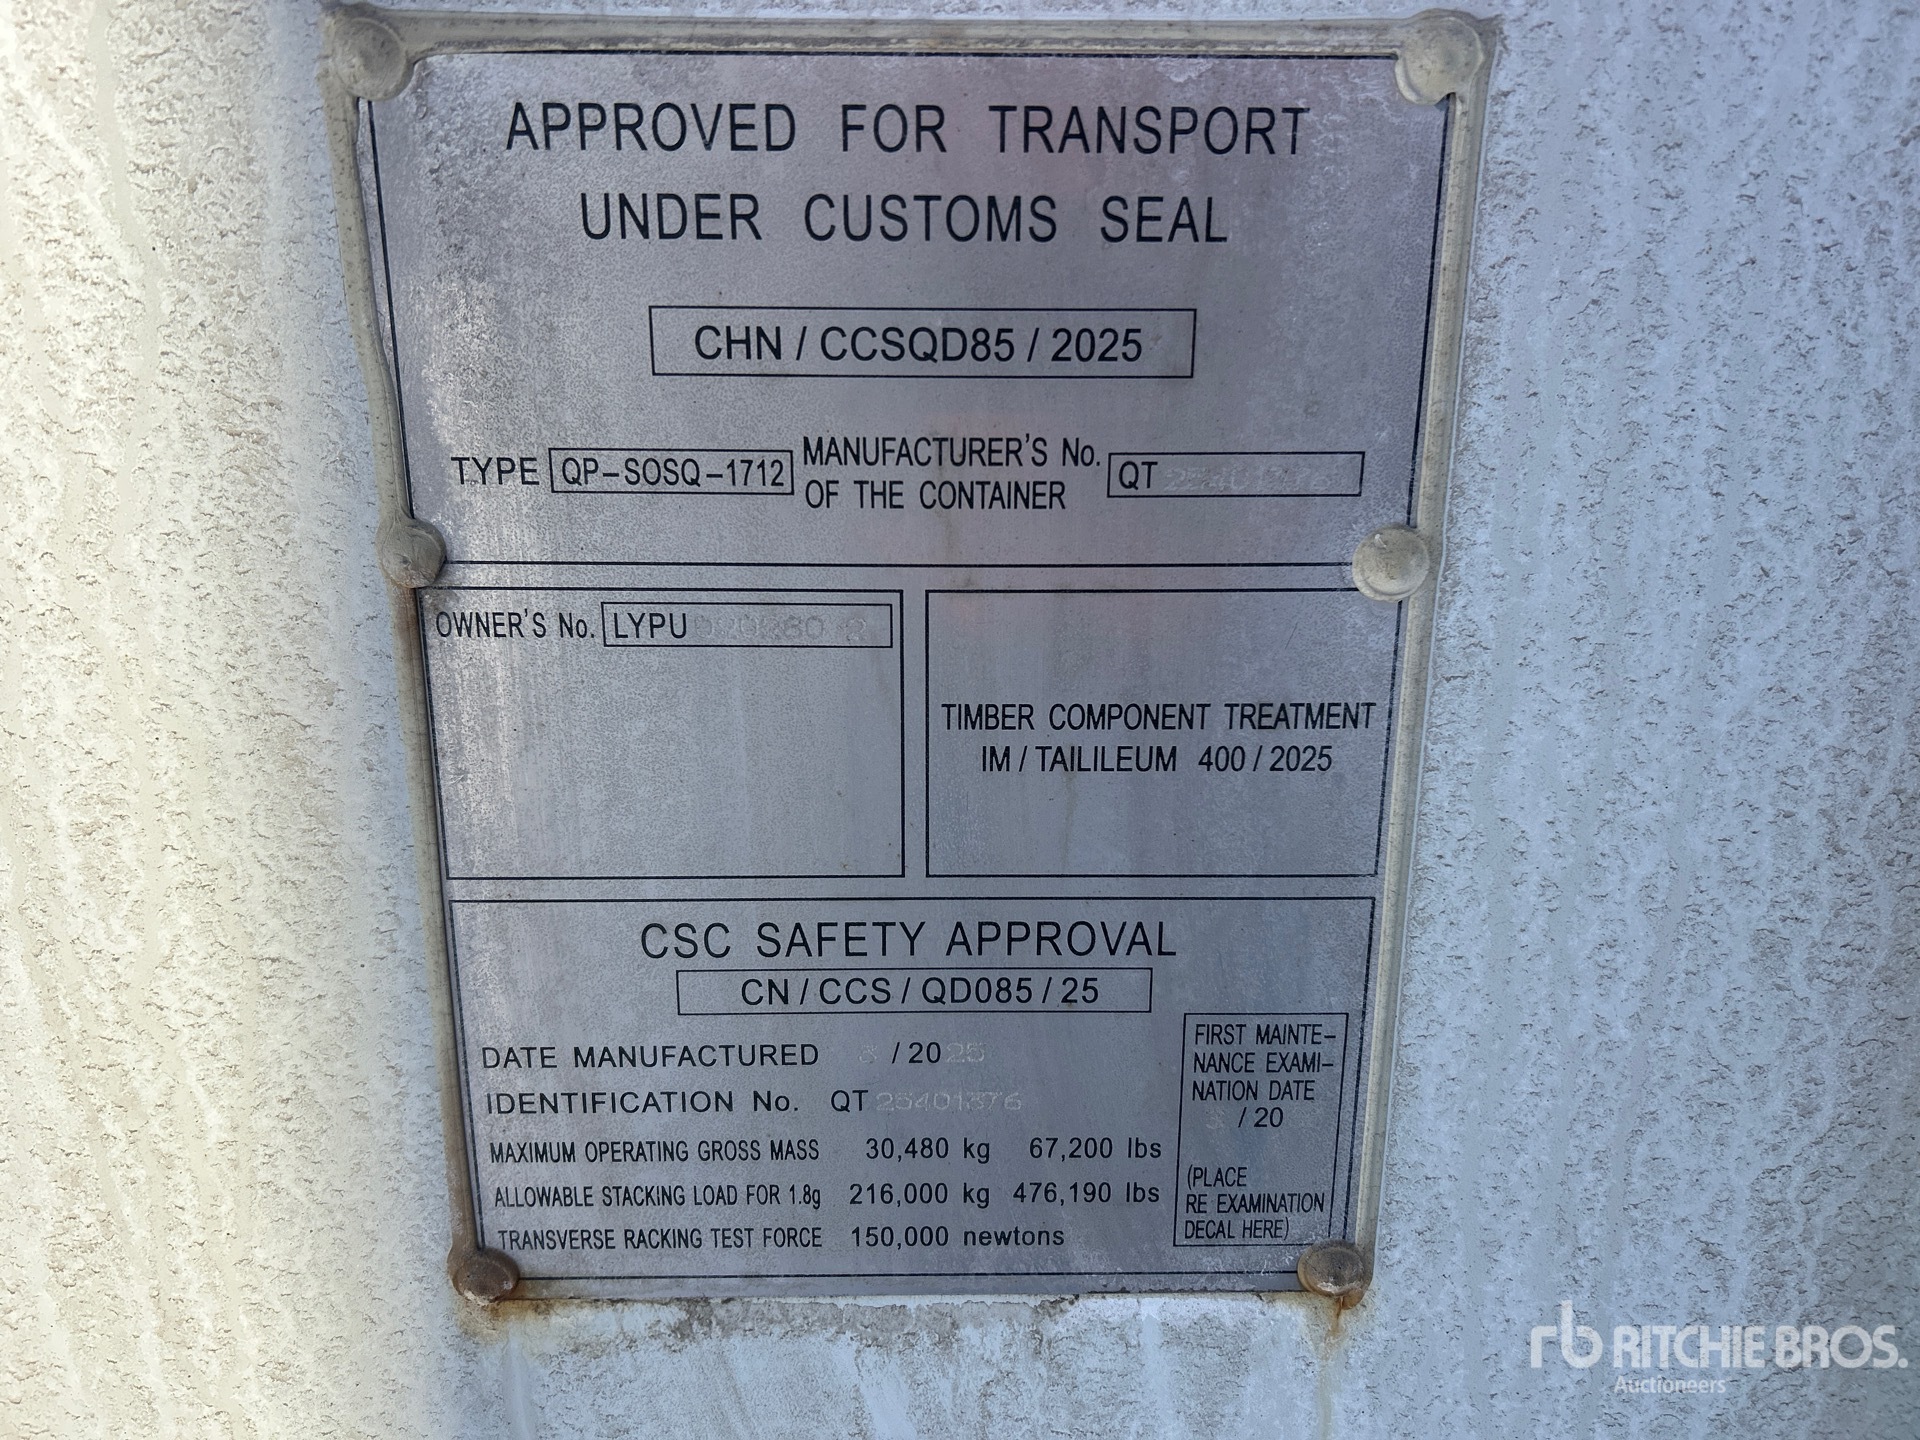 APPROVED FOR TRANSPORT
UNDER CUSTOMS SEAL
CHN / CCSQD85 / 2025
TYPE QP-SOSQ-1712 MANUFACTURER'S No. OF THE CONTAINER QT
OWNER'S No. LYPU
TIMBER COMPONENT TREATMENT
IM / TAILILEUM 400 / 2025
CSC SAFETY APPROVAL
CN / CCS / QD085 / 25
DATE MANUFACTURED / 2025
IDENTIFICATION No. QT 25401376
MAXIMUM OPERATING GROSS MASS 30,480 kg 67,200 lbs
ALLOWABLE STACKING LOAD FOR 1.8g 216,000 kg 476,190 lbs
TRANSVERSE RACKING TEST FORCE 150,000 newtons
FIRST MAINTE-
NANCE EXAMI-
NATION DATE
/ 20
(PLACE
RE EXAMINATION
DECAL HERE)
rb RITCHIE BROS.
Auctioneers